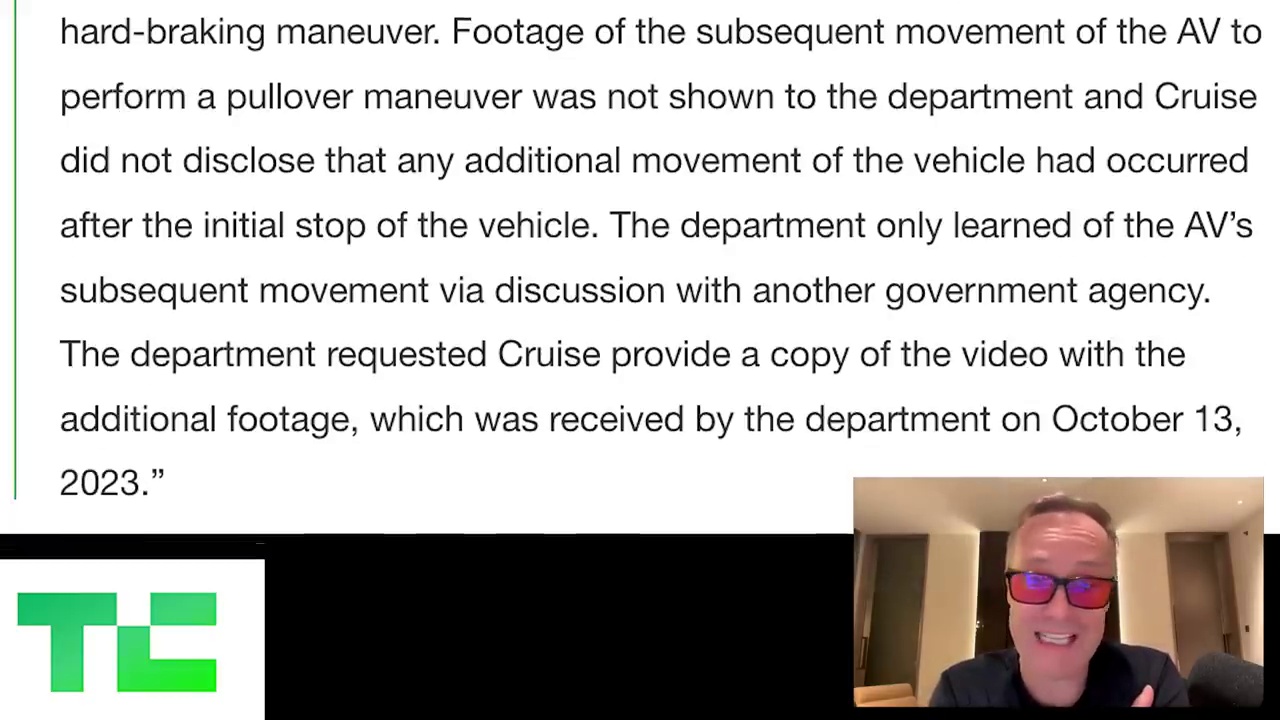 hard-braking maneuver. Footage of the subsequent movement of the AV to
perform a pullover maneuver was not shown to the department and Cruise
did not disclose that any additional movement of the vehicle had occurred
after the initial stop of the vehicle. The department only learned of the AV’s
subsequent movement via discussion with another government agency.
The department requested Cruise provide a copy of the video with the
additional footage, which was received by the department on October 13,
2023.”
TC